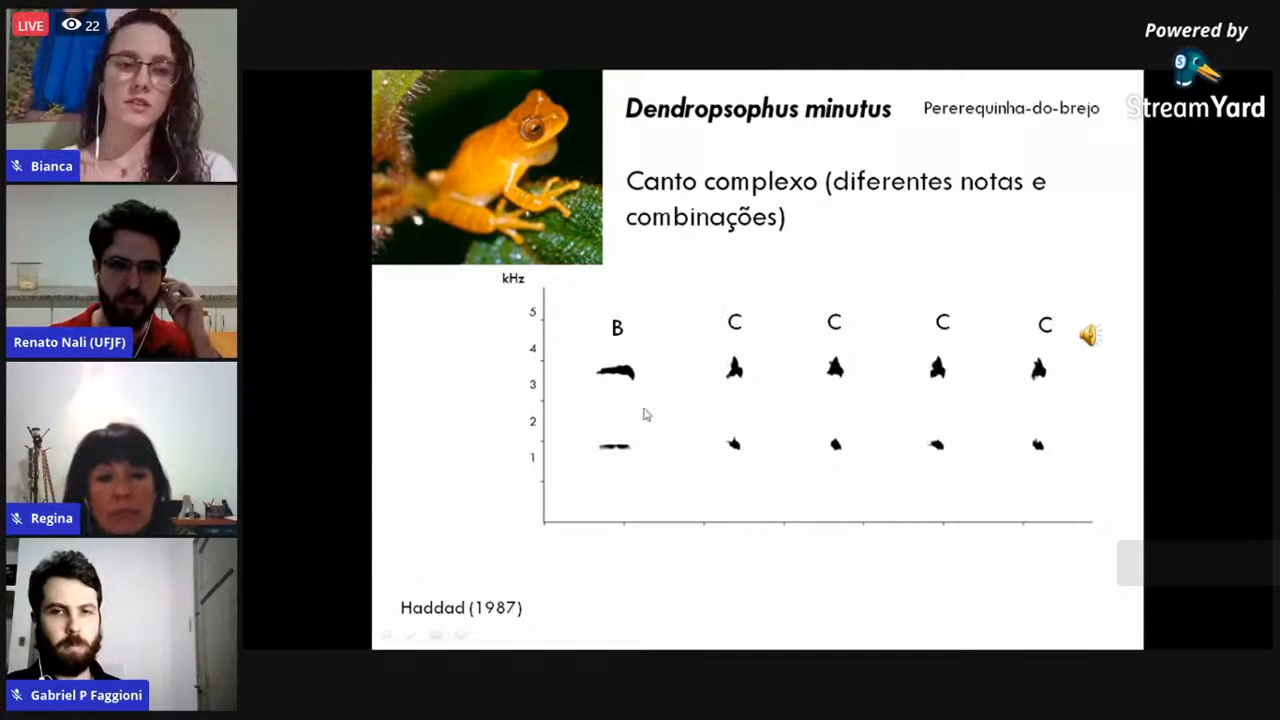 LIVE 22
Bianca
Renato Nali (UFJF)
Regina
Gabriel P Faggioni
Powered by
StreamYard
Dendropsophus minutus Pererequinha-do-brejo
Canto complexo (diferentes notas e
combinações)
kHz
5
4
3
2
1
B C C C C
Haddad (1987)